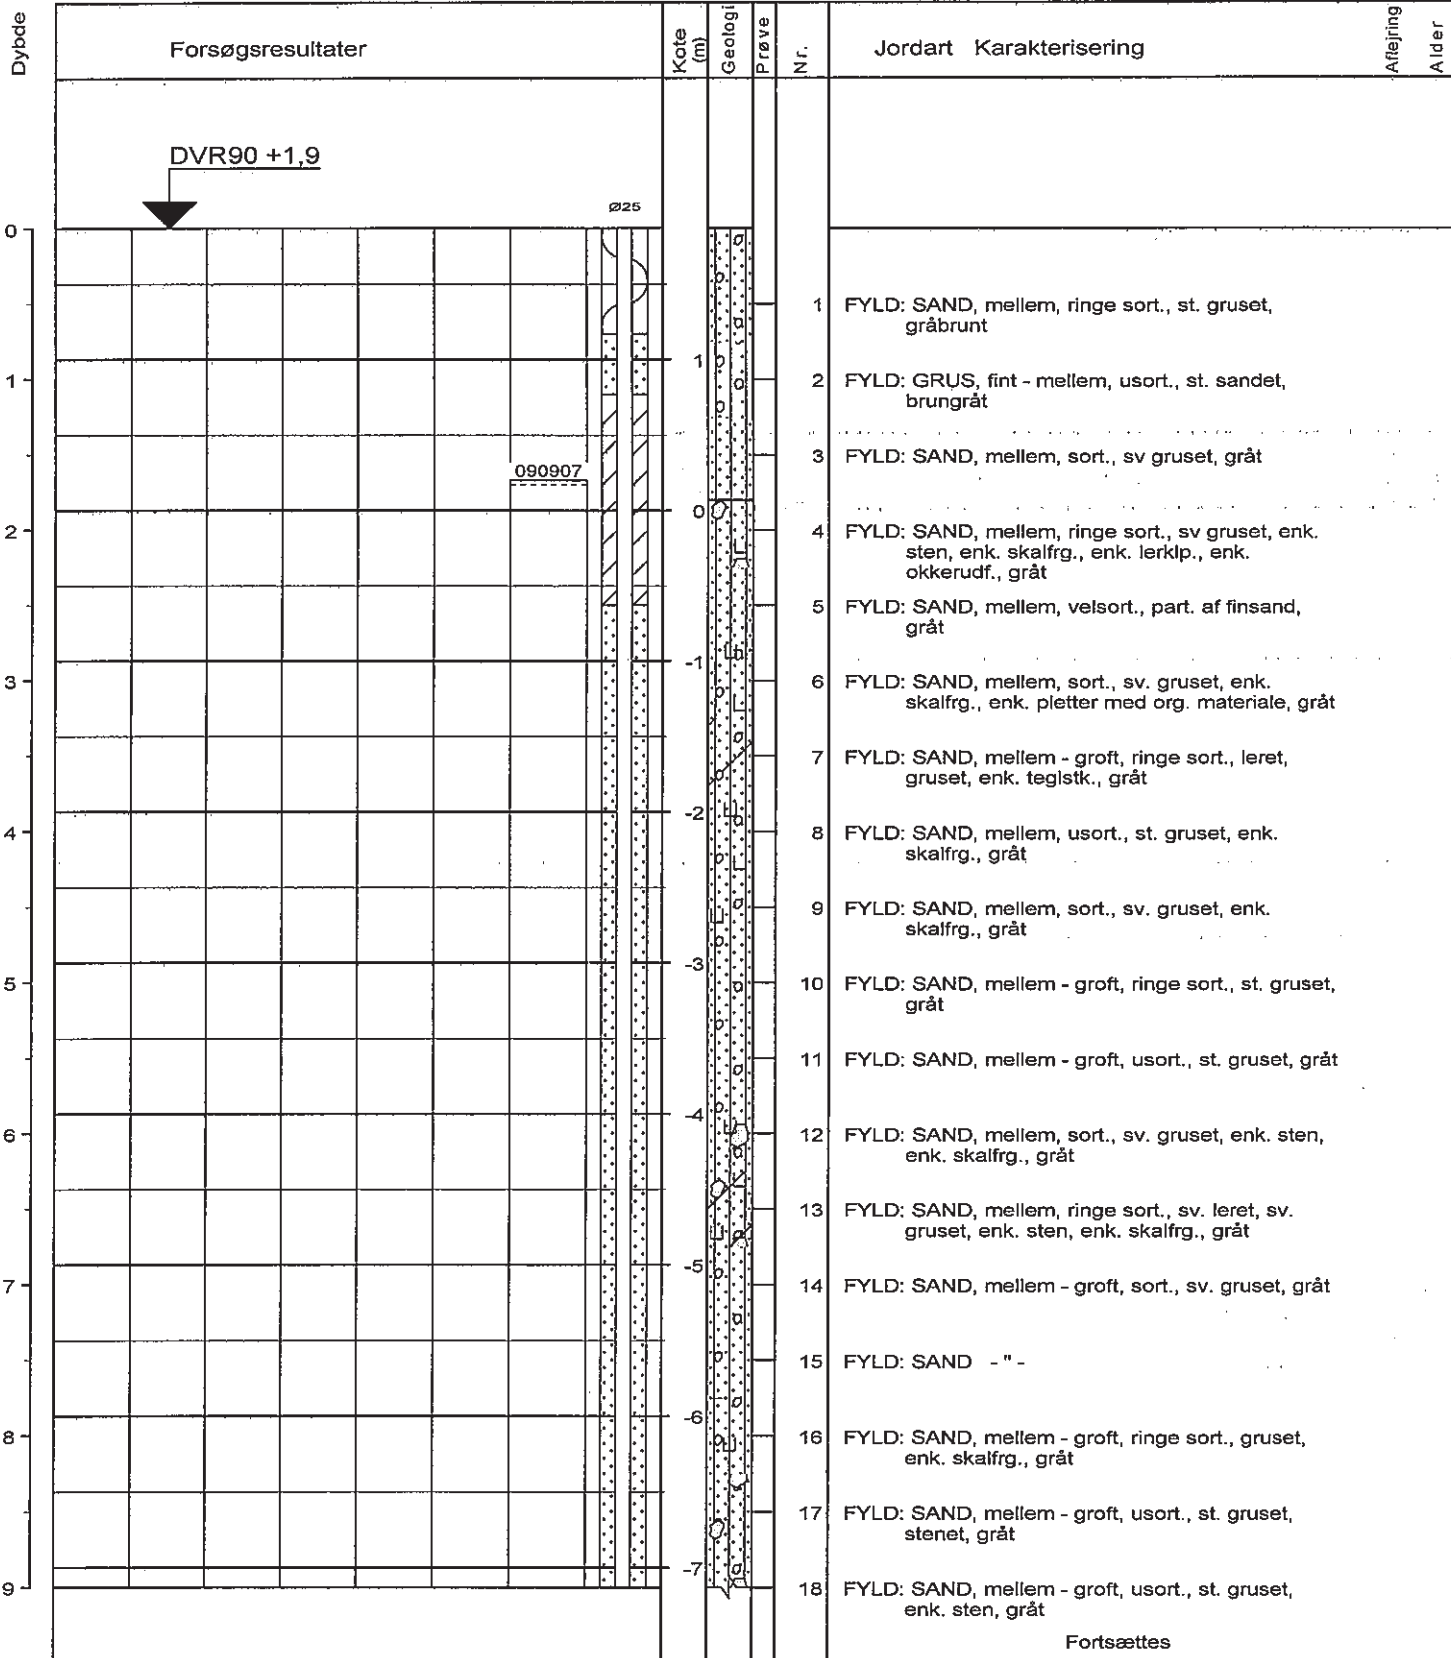 Dybde
Forsøgsresultater
Kote (m)
Geologi
Prøve
Nr.
Jordart Karakterisering
Aflejring
Alder
DVR90 +1,9
Ø25
0
1 FYLD: SAND, mellem, ringe sort., st. gruset,
gråbrunt
1
1
2 FYLD: GRUS, fint - mellem, usort., st. sandet,
brungråt
3 FYLD: SAND, mellem, sort., sv gruset, gråt
090907
0
2
4 FYLD: SAND, mellem, ringe sort., sv gruset, enk.
sten, enk. skalfrg., enk. lerklp., enk.
okkerudf., gråt
5 FYLD: SAND, mellem, velsort., part. af finsand,
gråt
-1
3
6 FYLD: SAND, mellem, sort., sv. gruset, enk.
skalfrg., enk. pletter med org. materiale, gråt
7 FYLD: SAND, mellem - groft, ringe sort., leret,
gruset, enk. teglstk., gråt
-2
4
8 FYLD: SAND, mellem, usort., st. gruset, enk.
skalfrg., gråt
9 FYLD: SAND, mellem, sort., sv. gruset, enk.
skalfrg., gråt
-3
5
10 FYLD: SAND, mellem - groft, ringe sort., st. gruset,
gråt
11 FYLD: SAND, mellem - groft, usort., st. gruset, gråt
-4
6
12 FYLD: SAND, mellem, sort., sv. gruset, enk. sten,
enk. skalfrg., gråt
13 FYLD: SAND, mellem, ringe sort., sv. leret, sv.
gruset, enk. sten, enk. skalfrg., gråt
-5
7
14 FYLD: SAND, mellem - groft, sort., sv. gruset, gråt
15 FYLD: SAND - " -
-6
8
16 FYLD: SAND, mellem - groft, ringe sort., gruset,
enk. skalfrg., gråt
17 FYLD: SAND, mellem - groft, usort., st. gruset,
stenet, gråt
-7
9
18 FYLD: SAND, mellem - groft, usort., st. gruset,
enk. sten, gråt
Fortsættes